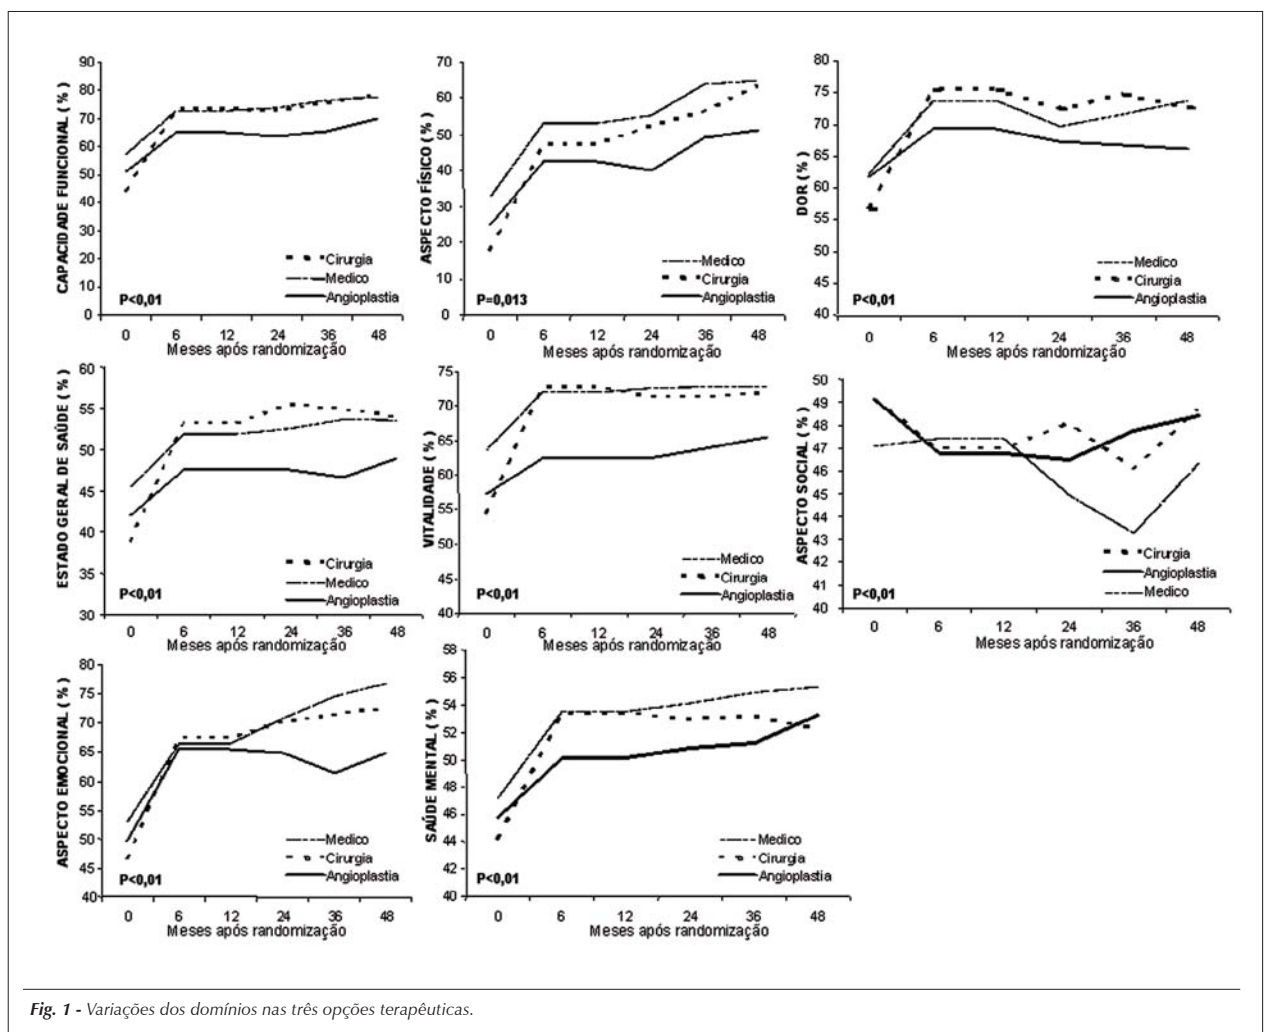 CAPACIDADE FUNCIONAL ( % )
90
80
70
60
50
40
30
20
10
0
Cirurgia
Medico
Angioplastia
P<0,01
0 6 12 24 36 48
Meses após randomização
ASPECTO FÍSICO ( % )
70
60
50
40
30
20
10
0
Medico
Cirurgia
Angioplastia
P=0,013
0 6 12 24 36 48
Meses após randomização
DOR ( % )
80
75
70
65
60
55
50
45
40
Medico
Cirurgia
Angioplastia
P<0,01
0 6 12 24 36 48
Meses após randomização
ESTADO GERAL DE SAÚDE ( % )
60
55
50
45
40
35
30
Cirurgia
Medico
Angioplastia
P<0,01
0 6 12 24 36 48
Meses após randomização
VITALIDADE ( % )
75
70
65
60
55
50
45
40
Medico
Cirurgia
Angioplastia
P<0,01
0 6 12 24 36 48
Meses após randomização
ASPECTO SOCIAL ( % )
50
49
48
47
46
45
44
43
42
41
40
Cirurgia
Angioplastia
Medico
P<0,01
0 6 12 24 36 48
Meses após randomização
ASPECTO EMOCIONAL ( % )
80
75
70
65
60
55
50
45
40
Medico
Cirurgia
Angioplastia
P<0,01
0 6 12 24 36 48
Meses após randomização
SAÚDE MENTAL ( % )
58
56
54
52
50
48
46
44
42
40
Medico
Cirurgia
Angioplastia
P<0,01
0 6 12 24 36 48
Meses após randomização
Fig. 1 - Variações dos domínios nas três opções terapêuticas.